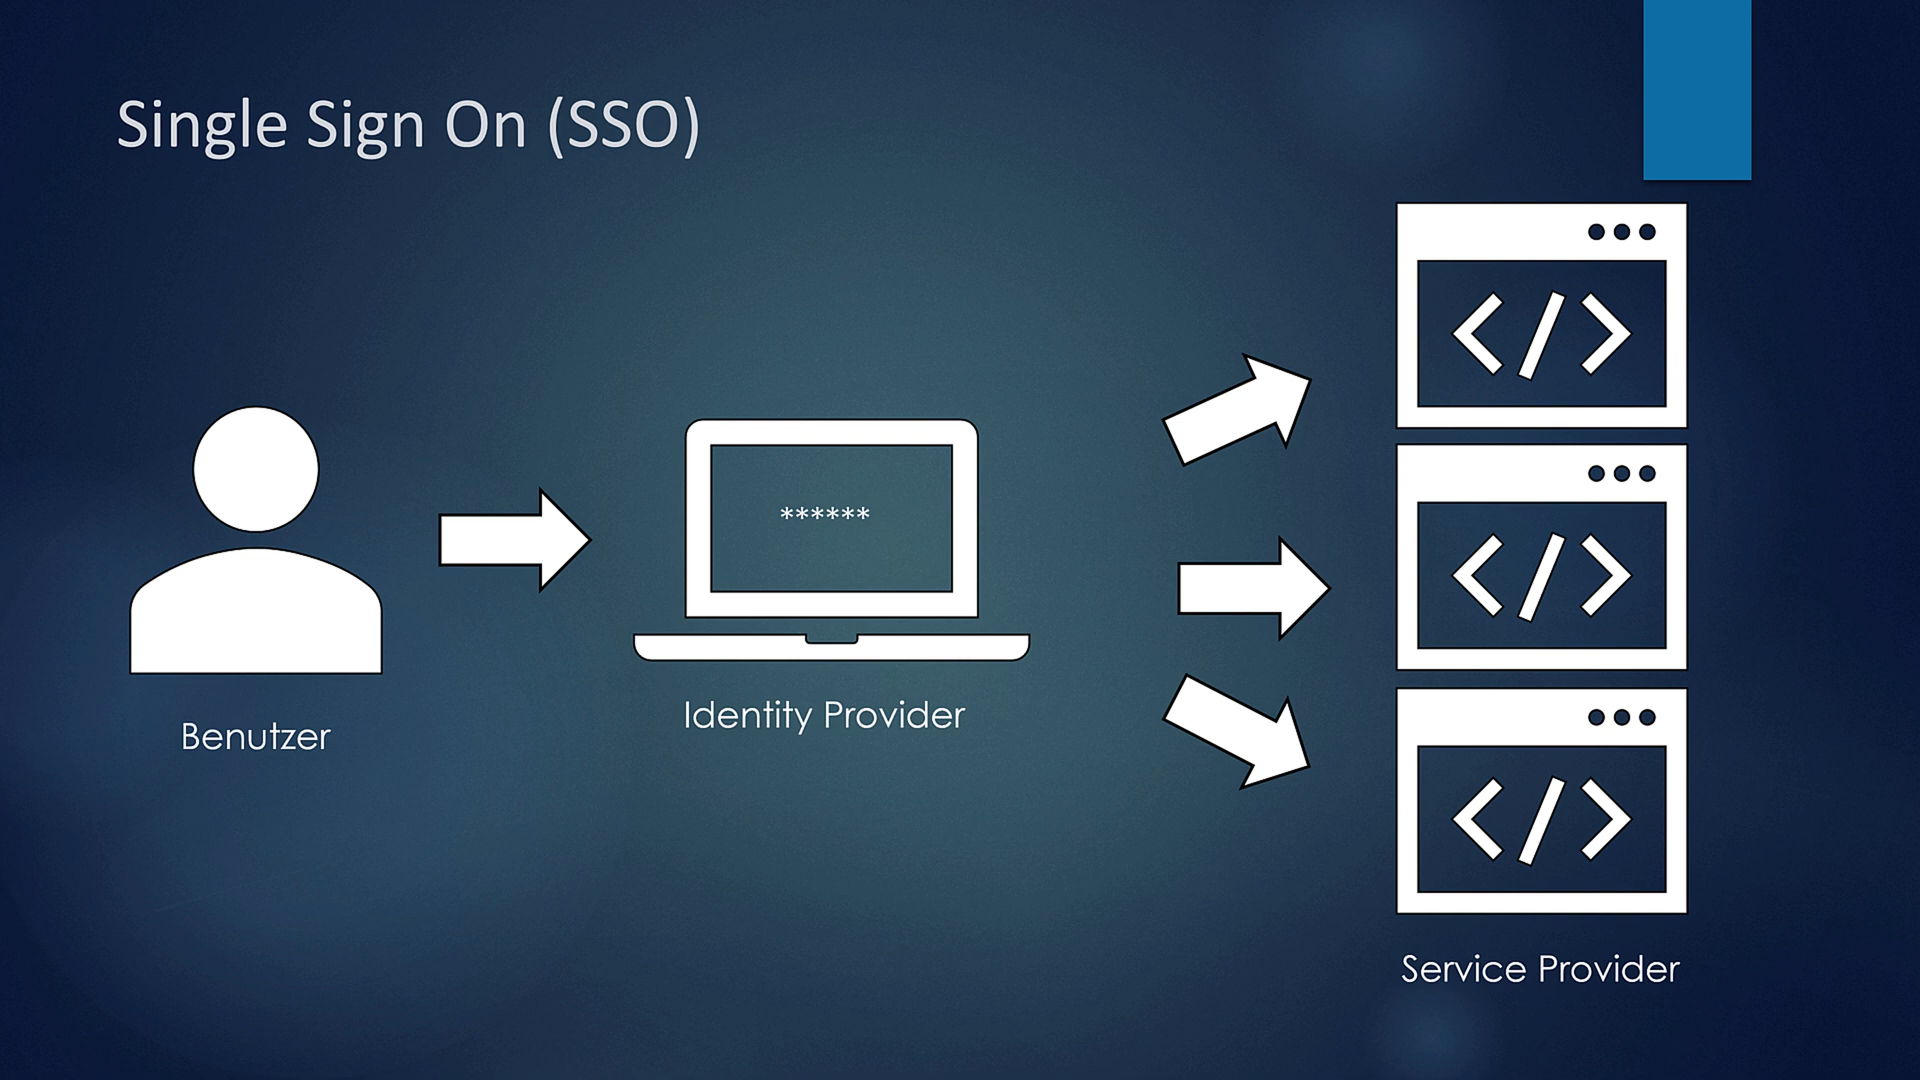 Single Sign On (SSO)
******
Benutzer
Identity Provider
</>
</>
</>
Service Provider